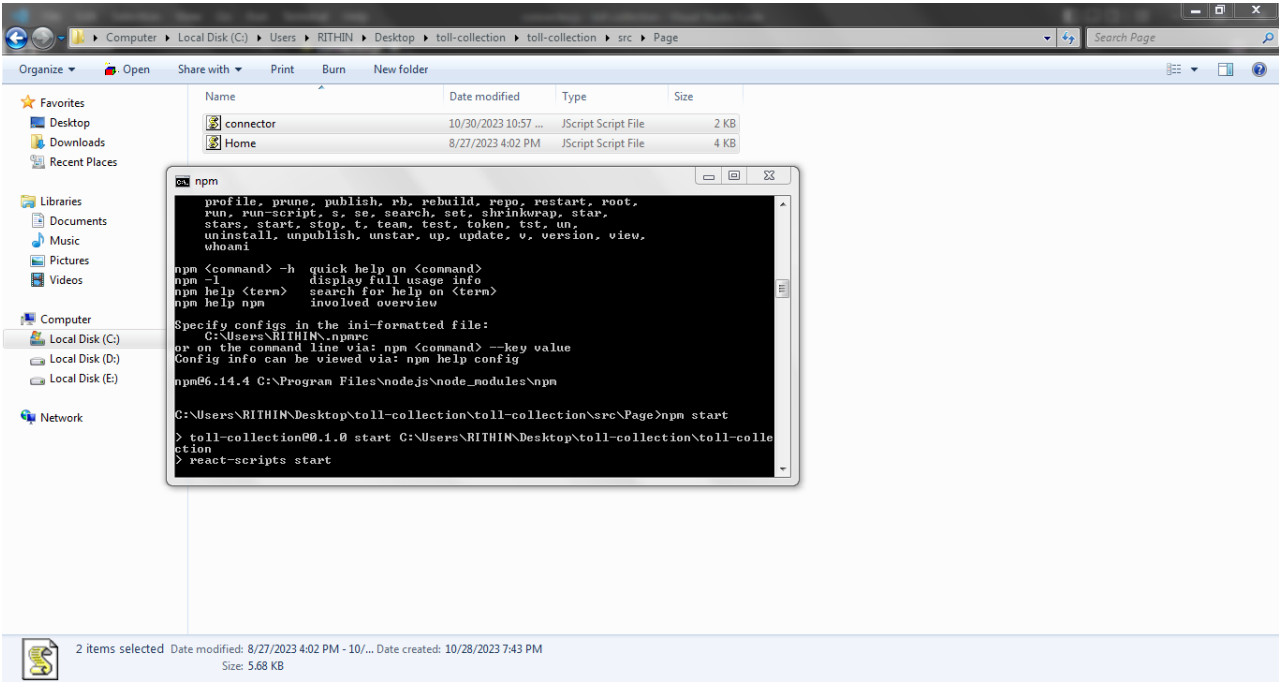 Computer Local Disk (C:) Users RITHIN Desktop toll-collection toll-collection src Page
Search Page
Organize Open Share with Print Burn New folder
Favorites
Desktop
Downloads
Recent Places
Libraries
Documents
Music
Pictures
Videos
Computer
Local Disk (C:)
Local Disk (D:)
Local Disk (E:)
Network
Name Date modified Type Size
connector 10/30/2023 10:57 ... JScript Script File 2 KB
Home 8/27/2023 4:02 PM JScript Script File 4 KB
npm
profile, prune, publish, rb, rebuild, repo, restart, root,
run, run-script, s, se, search, set, shrinkwrap, star,
stars, start, stop, t, team, test, token, tst, un,
uninstall, unpublish, unstar, up, update, v, version, view,
whoami
npm <command> -h quick help on <command>
npm -l display full usage info
npm help <term> search for help on <term>
npm help npm involved overview
Specify configs in the ini-formatted file:
C:\Users\RITHIN\.npmrc
or on the command line via: npm <command> --key value
Config info can be viewed via: npm help config
npm@6.14.4 C:\Program Files\nodejs\node_modules\npm
C:\Users\RITHIN\Desktop\toll-collection\toll-collection\src\Page>npm start
> toll-collection@0.1.0 start C:\Users\RITHIN\Desktop\toll-collection\toll-colle
ction
> react-scripts start
2 items selected Date modified: 8/27/2023 4:02 PM - 10/... Date created: 10/28/2023 7:43 PM
Size: 5.68 KB